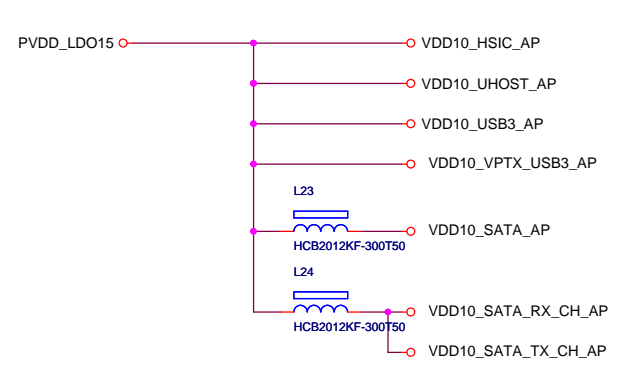 PVDD_LDO15
VDD10_HSIC_AP
VDD10_UHOST_AP
VDD10_USB3_AP
VDD10_VPTX_USB3_AP
L23
VDD10_SATA_AP
HCB2012KF-300T50
L24
VDD10_SATA_RX_CH_AP
HCB2012KF-300T50
VDD10_SATA_TX_CH_AP